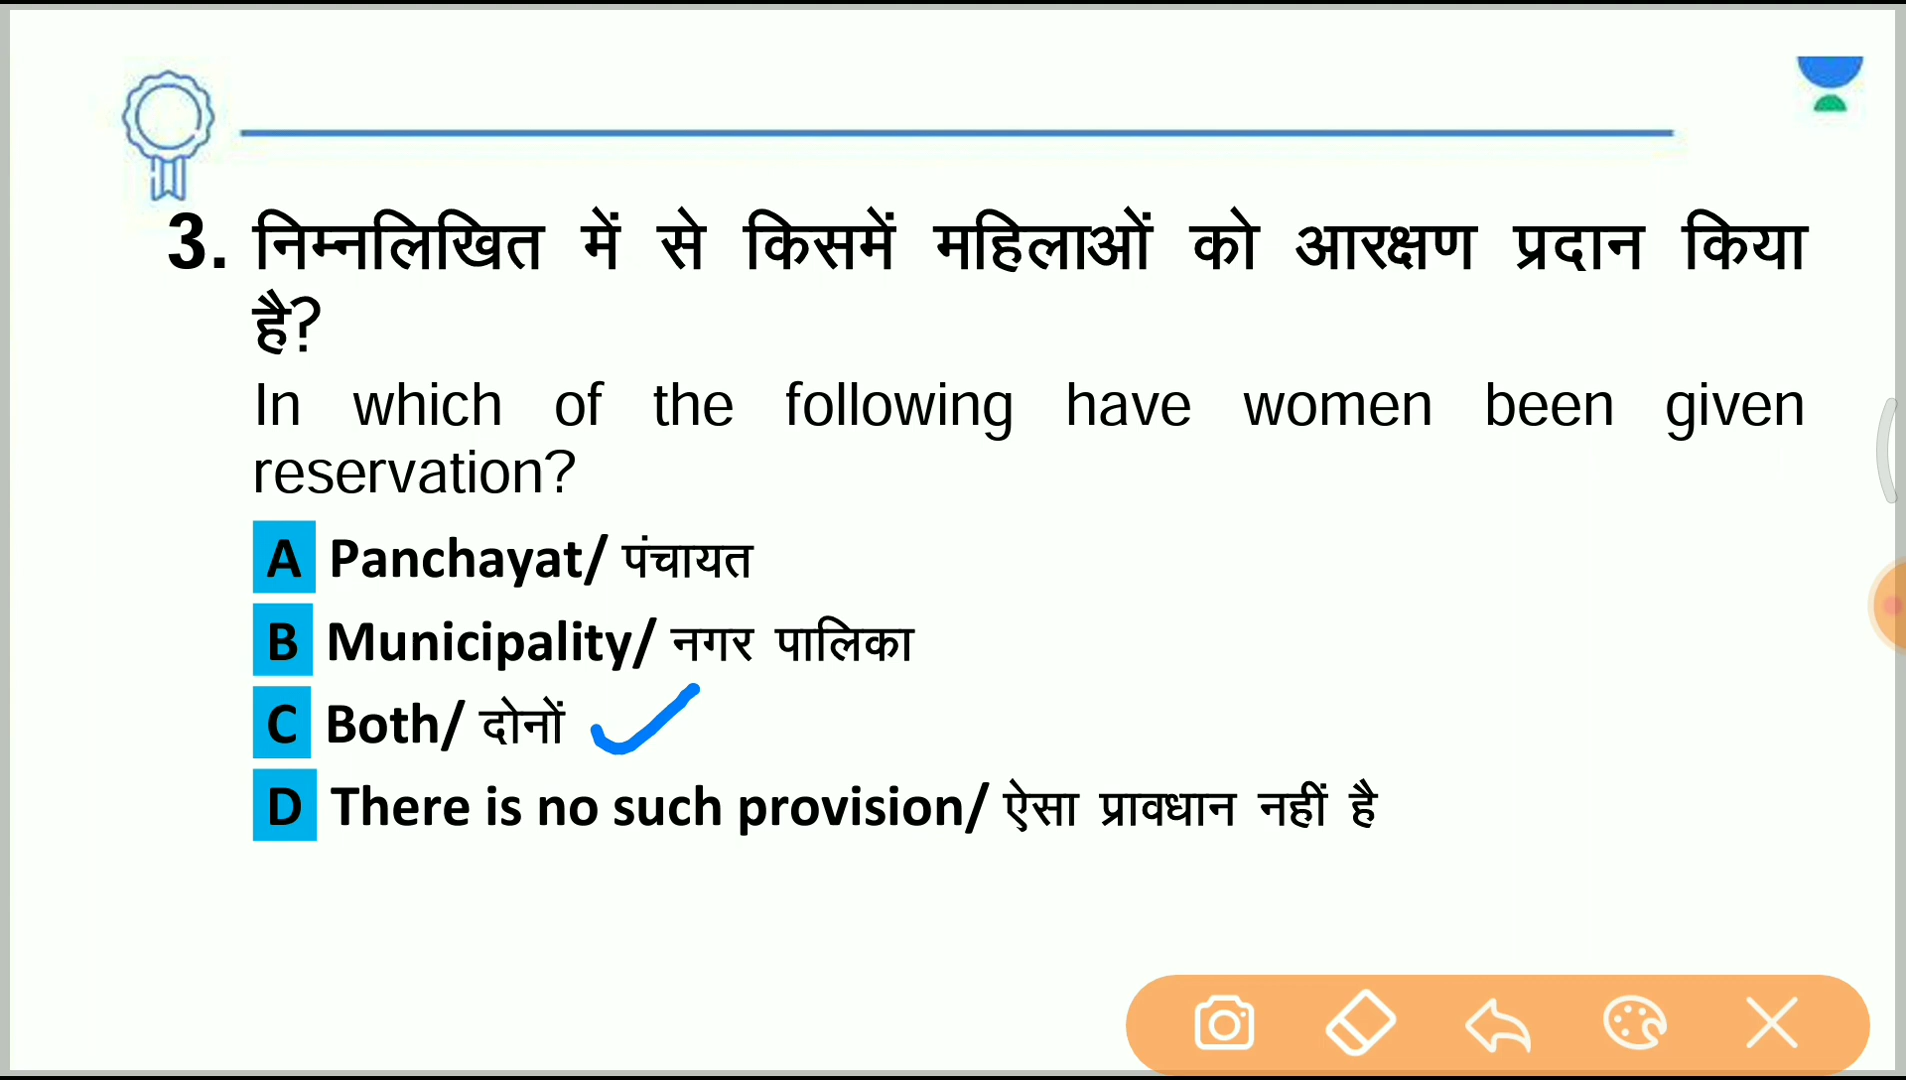 3. निम्नलिखित में से किसमें महिलाओं को आरक्षण प्रदान किया
है?
In which of the following have women been given
reservation?
A Panchayat/ पंचायत
B Municipality/ नगर पालिका
C Both/ दोनों
D There is no such provision/ ऐसा प्रावधान नहीं है